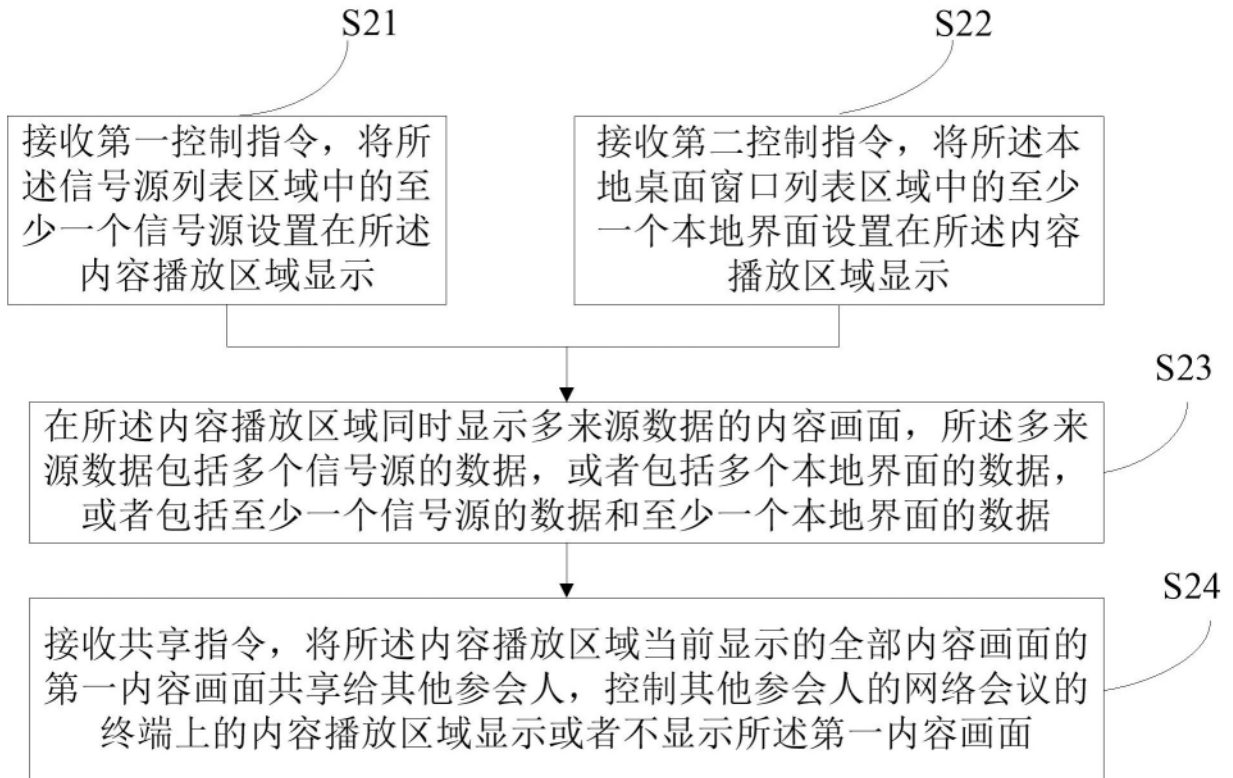 S21
接收第一控制指令，将所
述信号源列表区域中的至
少一个信号源设置在所述
内容播放区域显示
S22
接收第二控制指令，将所述本
地桌面窗口列表区域中的至少
一个本地界面设置在所述内容
播放区域显示
S23
在所述内容播放区域同时显示多来源数据的内容画面，所述多来
源数据包括多个信号源的数据，或者包括多个本地界面的数据，
或者包括至少一个信号源的数据和至少一个本地界面的数据
S24
接收共享指令，将所述内容播放区域当前显示的全部内容画面的
第一内容画面共享给其他参会人，控制其他参会人的网络会议的
终端上的内容播放区域显示或者不显示所述第一内容画面